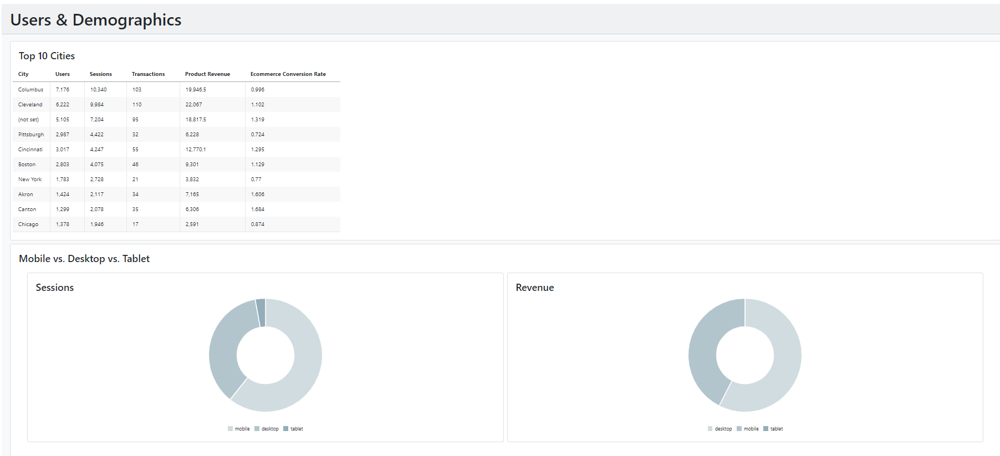 Users & Demographics
Top 10 Cities
City Users Sessions Transactions Product Revenue Ecommerce Conversion Rate
Columbus 7,176 10,340 103 19,946.5 0.996
Cleveland 6,222 9,984 110 22,067 1.102
(not set) 5,105 7,204 95 18,817.5 1.319
Pittsburgh 2,987 4,422 32 6,228 0.724
Cincinnati 3,017 4,247 55 12,770.1 1.295
Boston 2,803 4,075 46 9,301 1.129
New York 1,783 2,728 21 3,832 0.77
Akron 1,424 2,117 34 7,165 1.606
Canton 1,299 2,078 35 6,306 1.684
Chicago 1,378 1,946 17 2,591 0.874
Mobile vs. Desktop vs. Tablet
Sessions
mobile desktop tablet
Revenue
desktop mobile tablet